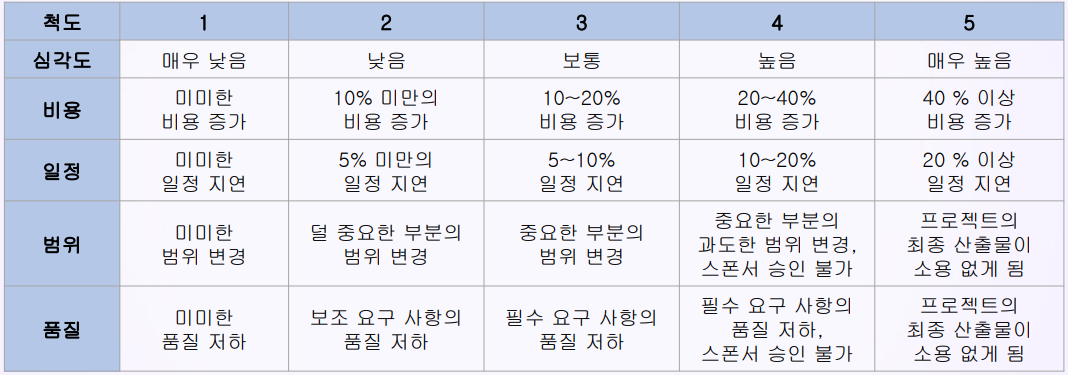 척도 1 2 3 4 5
심각도 매우 낮음 낮음 보통 높음 매우 높음
비용 미미한 비용 증가 10% 미만의 비용 증가 10~20% 비용 증가 20~40% 비용 증가 40 % 이상 비용 증가
일정 미미한 일정 지연 5% 미만의 일정 지연 5~10% 일정 지연 10~20% 일정 지연 20 % 이상 일정 지연
범위 미미한 범위 변경 덜 중요한 부분의 범위 변경 중요한 부분의 범위 변경 중요한 부분의 과도한 범위 변경, 스폰서 승인 불가 프로젝트의 최종 산출물이 소용 없게 됨
품질 미미한 품질 저하 보조 요구 사항의 품질 저하 필수 요구 사항의 품질 저하 필수 요구 사항의 품질 저하, 스폰서 승인 불가 프로젝트의 최종 산출물이 소용 없게 됨